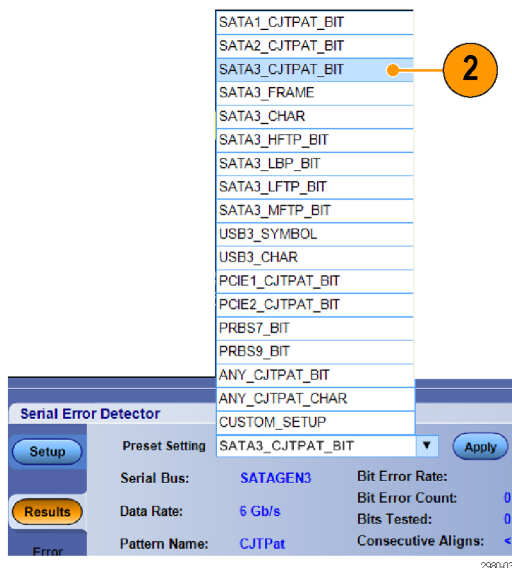 SATA1_CJTPAT_BIT
SATA2_CJTPAT_BIT
SATA3_CJTPAT_BIT
2
SATA3_FRAME
SATA3_CHAR
SATA3_HFTP_BIT
SATA3_LBP_BIT
SATA3_LFTP_BIT
SATA3_MFTP_BIT
USB3_SYMBOL
USB3_CHAR
PCIE1_CJTPAT_BIT
PCIE2_CJTPAT_BIT
PRBS7_BIT
PRBS9_BIT
ANY_CJTPAT_BIT
ANY_CJTPAT_CHAR
CUSTOM_SETUP
Serial Error Detector
Setup
Preset Setting SATA3_CJTPAT_BIT Apply
Serial Bus: SATAGEN3 Bit Error Rate:
Bit Error Count: 0
Results
Data Rate: 6 Gb/s
Bits Tested: 0
Pattern Name: CJTPat Consecutive Aligns: <
Error